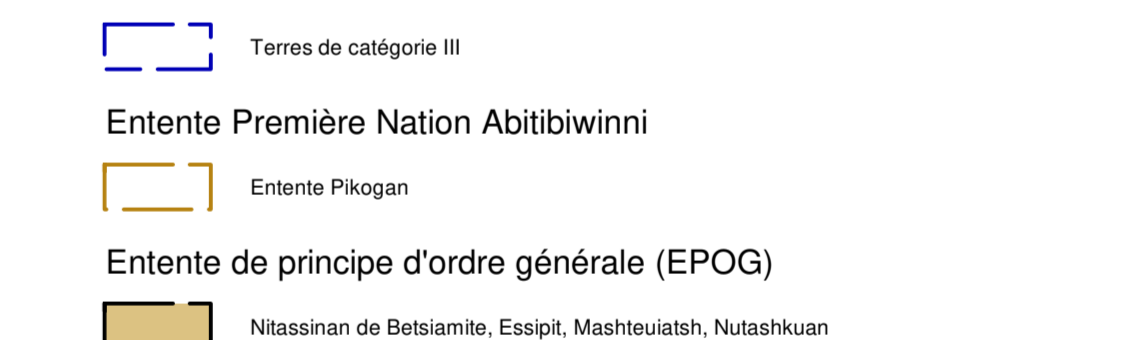 Terres de catégorie III
Entente Première Nation Abitibiwinni
Entente Pikogan
Entente de principe d'ordre générale (EPOG)
Nitassinan de Betsiamite, Essipit, Mashteuiatsh, Nutashkuan